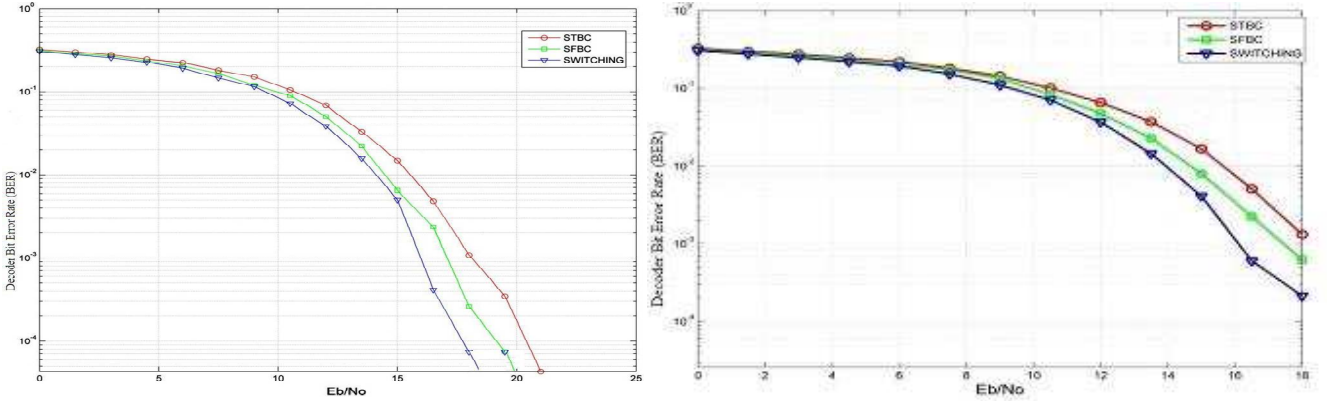 10^0
10^-1
10^-2
10^-3
10^-4
Decoder Bit Error Rate (BER)
0 5 10 15 20 25
Eb/No
STBC
SFBC
SWITCHING
10^-1
10^-2
10^-3
10^-4
Decoder Bit Error Rate (BER)
0 2 4 6 8 10 12 14 16 18
Eb/No
STBC
SFBC
SWITCHING